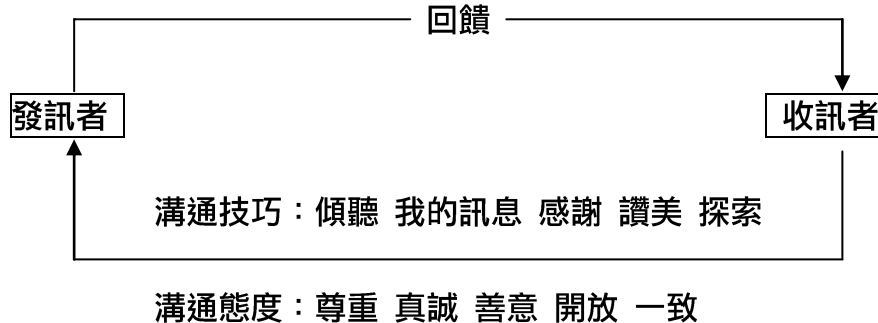 回饋
發訊者
收訊者
溝通技巧：傾聽 我的訊息 感謝 讚美 探索
溝通態度：尊重 真誠 善意 開放 一致